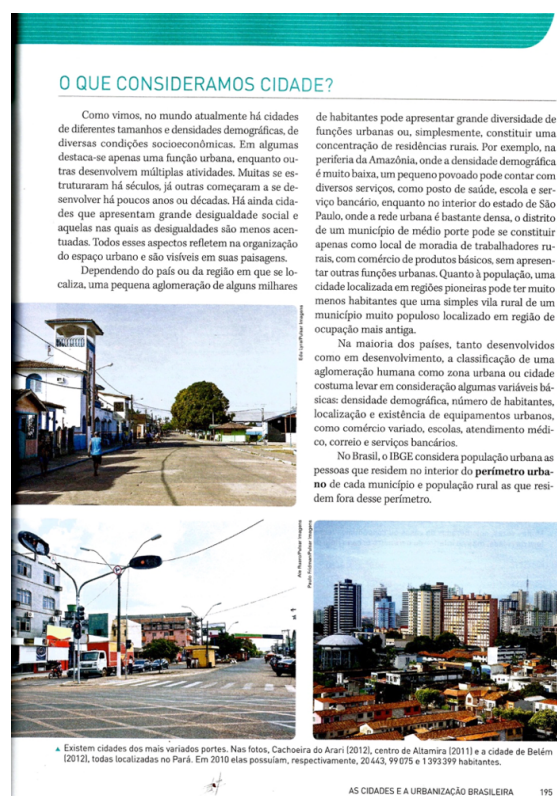 O QUE CONSIDERAMOS CIDADE?
Como vimos, no mundo atualmente há cidades
de diferentes tamanhos e densidades demográficas, de
diversas condições socioeconômicas. Em algumas
destaca-se apenas uma função urbana, enquanto ou-
tras desenvolvem múltiplas atividades. Muitas se es-
truturaram há séculos, já outras começaram a se de-
senvolver há poucos anos ou décadas. Há ainda cida-
des que apresentam grande desigualdade social e
aquelas nas quais as desigualdades são menos acen-
tuadas. Todos esses aspectos refletem na organização
do espaço urbano e são visíveis em suas paisagens.
Dependendo do país ou da região em que se lo-
caliza, uma pequena aglomeração de alguns milhares
de habitantes pode apresentar grande diversidade de
funções urbanas ou, simplesmente, constituir uma
concentração de residências rurais. Por exemplo, na
periferia da Amazônia, onde a densidade demográfica
é muito baixa, um pequeno povoado pode contar com
diversos serviços, como posto de saúde, escola e ser-
viço bancário, enquanto no interior do estado de São
Paulo, onde a rede urbana é bastante densa, o distrito
de um município de médio porte pode se constituir
apenas como local de moradia de trabalhadores ru-
rais, com comércio de produtos básicos, sem apresen-
tar outras funções urbanas. Quanto à população, uma
cidade localizada em regiões pioneiras pode ter muito
menos habitantes que uma simples vila rural de um
município muito populoso localizado em região de
ocupação mais antiga.
Na maioria dos países, tanto desenvolvidos
como em desenvolvimento, a classificação de uma
aglomeração humana como zona urbana ou cidade
costuma levar em consideração algumas variáveis bá-
sicas: densidade demográfica, número de habitantes,
localização e existência de equipamentos urbanos,
como comércio variado, escolas, atendimento médi-
co, correio e serviços bancários.
No Brasil, o IBGE considera população urbana as
pessoas que residem no interior do perímetro urba-
no de cada município e população rural as que resi-
dem fora desse perímetro.
Edu Lyra/Pulsar Imagens
Paulo Fridman/Pulsar Imagens
▲ Existem cidades dos mais variados portes. Nas fotos, Cachoeira do Arari (2012), centro de Altamira (2011) e a cidade de Belém
(2012), todas localizadas no Pará. Em 2010 elas possuíam, respectivamente, 20 443, 99 075 e 1 393 399 habitantes.
AS CIDADES E A URBANIZAÇÃO BRASILEIRA 195